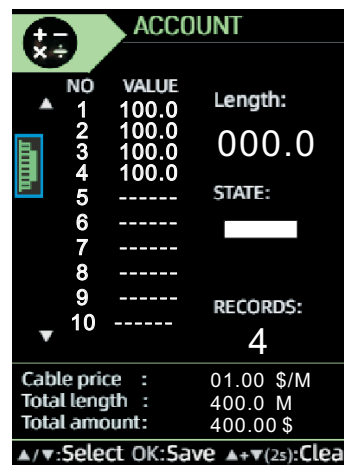 ACCOUNT
NO VALUE
1 100.0
2 100.0
3 100.0
4 100.0
5 ------
6 ------
7 ------
8 ------
9 ------
10 ------
Length:
000.0
STATE:
RECORDS:
4
Cable price : 01.00 $/M
Total length : 400.0 M
Total amount: 400.00 $
▲/▼:Select OK:Save ▲+▼(2s):Clea